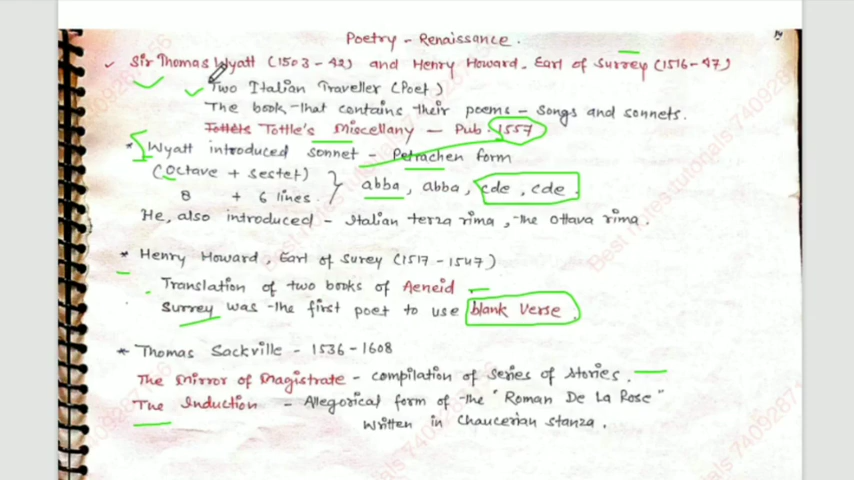 Poetry - Renaissance.
Sir Thomas Wyatt (1503-42) and Henry Howard, Earl of Surrey (1516-47)
Two Italian Traveller (Poet)
The book that contains their poems - Songs and sonnets.
Tottle's Miscellany - Pub. 1557
* Wyatt introduced sonnet - Petrachen form
(Octave + sestet) } abba, abba, cde, cde.
8 + 6 lines.
He, also introduced - Italian terza rima, the ottava rima.
* Henry Howard, Earl of Surey (1517-1547)
Translation of two books of Aeneid
Surrey was the first poet to use blank verse.
* Thomas Sackville - 1536-1608
The Mirror of Magistrate - compilation of series of stories.
The Induction - Allegorical form of the "Roman De La Rose"
Written in Chaucerian stanza.